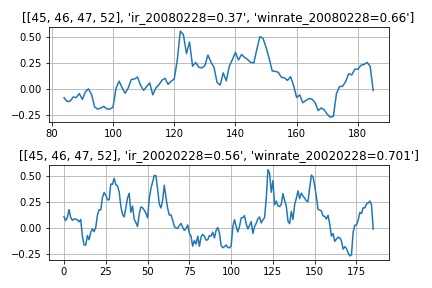 [[45, 46, 47, 52], 'ir_20080228=0.37', 'winrate_20080228=0.66']
0.50
0.25
0.00
−0.25
80 100 120 140 160 180
[[45, 46, 47, 52], 'ir_20020228=0.56', 'winrate_20020228=0.701']
0.50
0.25
0.00
−0.25
0 25 50 75 100 125 150 175